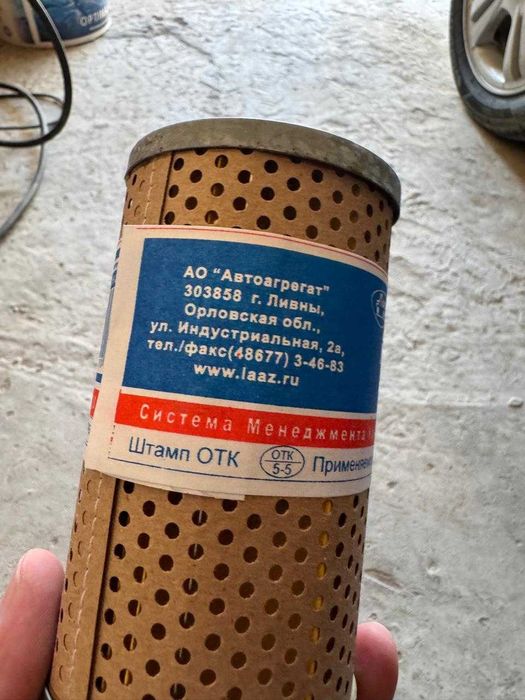 АО "Автоагрегат"
303858 г. Ливны,
Орловская обл.,
ул. Индустриальная, 2а,
тел./факс(48677) 3-46-83
www.laaz.ru
Система Менеджмента
Штамп ОТК
ОТК
5-5